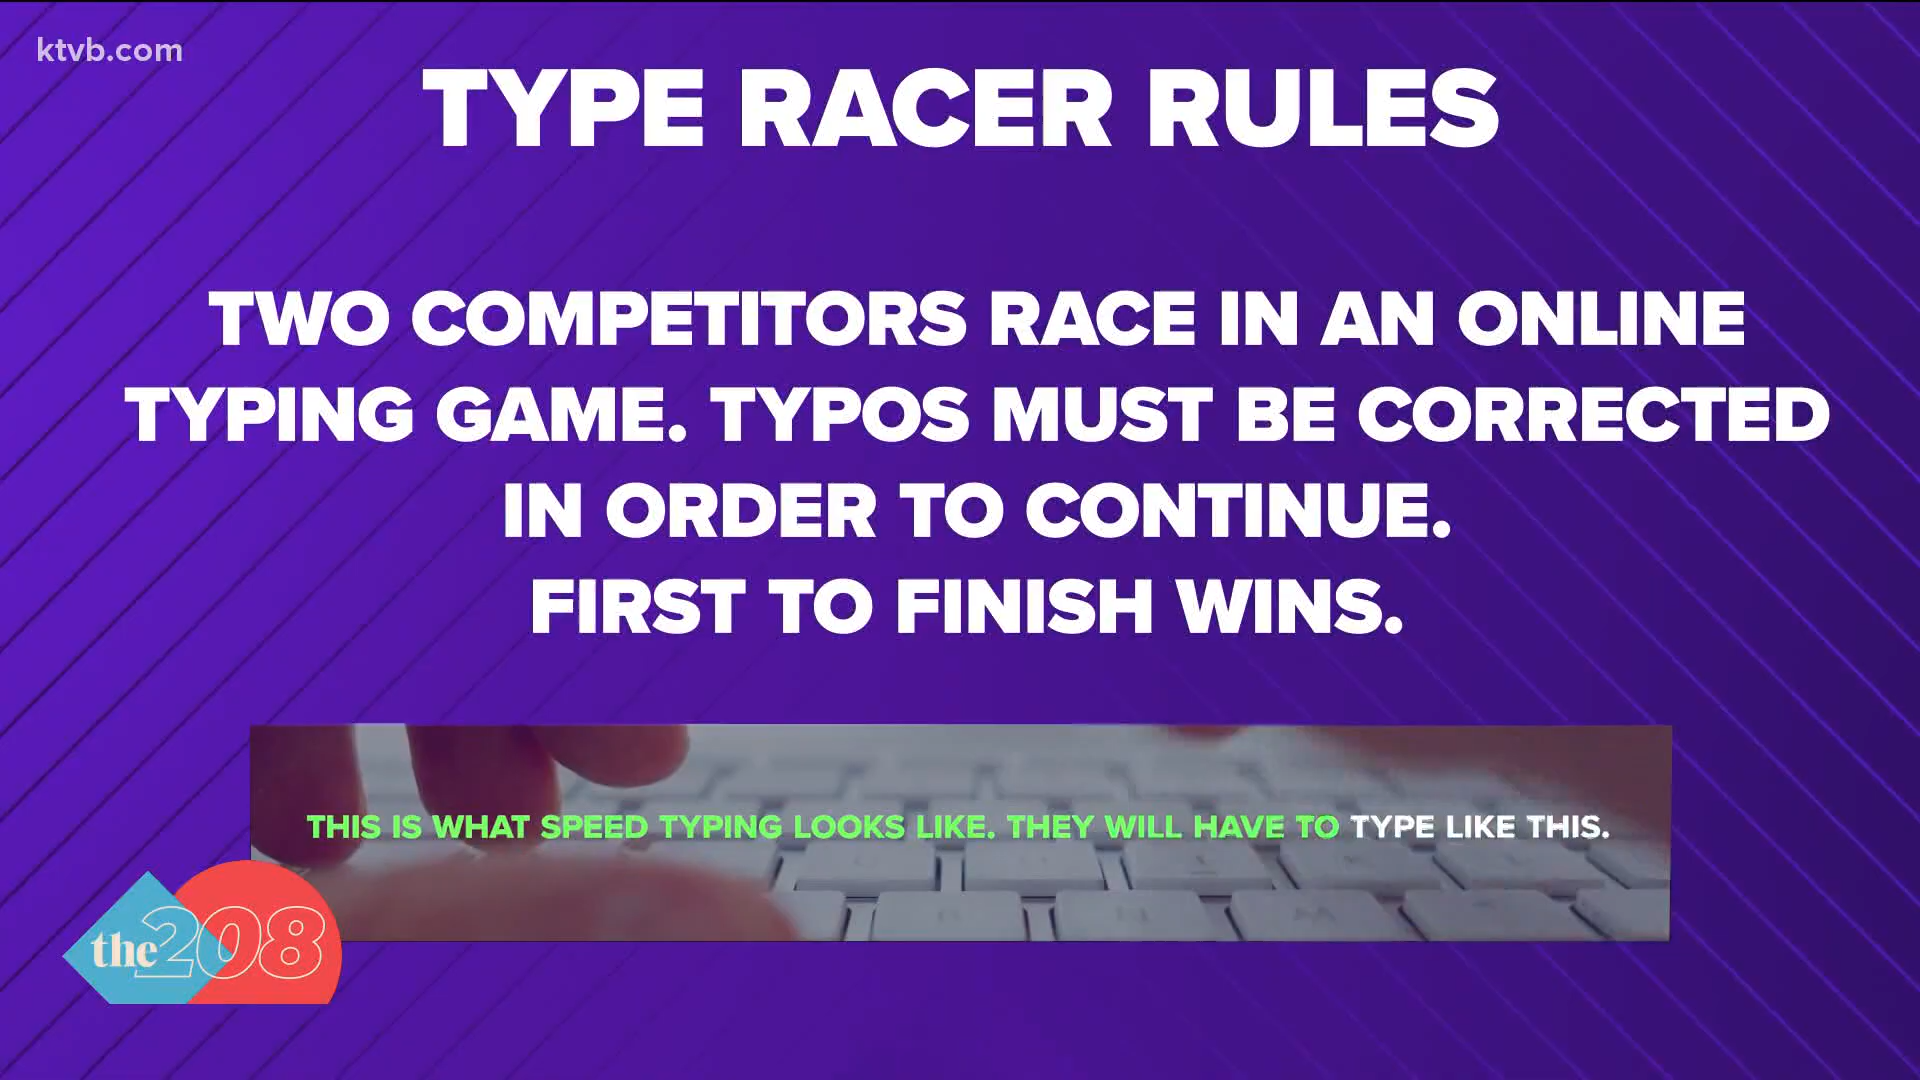 ktvb.com
TYPE RACER RULES
TWO COMPETITORS RACE IN AN ONLINE
TYPING GAME. TYPOS MUST BE CORRECTED
IN ORDER TO CONTINUE.
FIRST TO FINISH WINS.
THIS IS WHAT SPEED TYPING LOOKS LIKE. THEY WILL HAVE TO TYPE LIKE THIS.
the 208